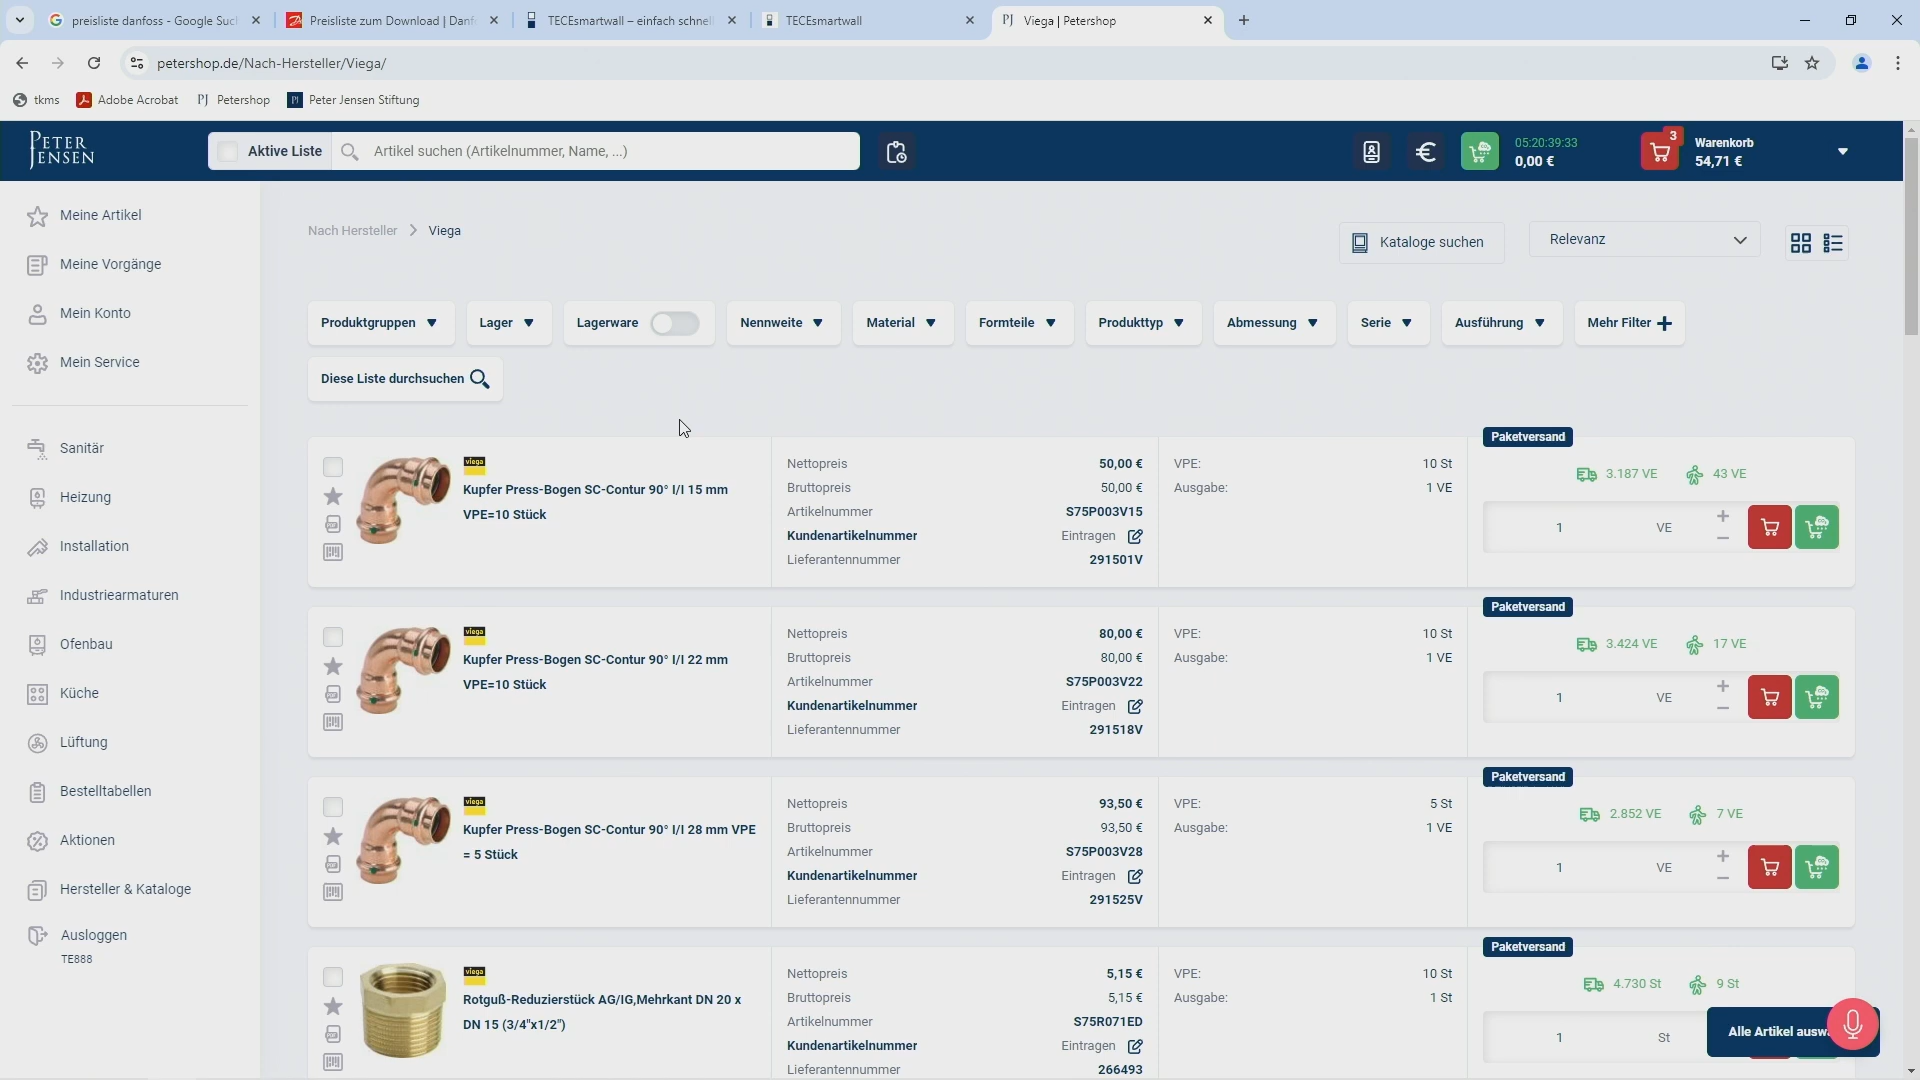 preisliste danfoss - Google Suc
Preisliste zum Download | Danf
TECEsmartwall – einfach schnel
TECEsmartwall
PJ Viega | Petershop
petershop.de/Nach-Hersteller/Viega/
tkms
Adobe Acrobat
PJ Petershop
PJ Peter Jensen Stiftung
PETER
JENSEN
Aktive Liste
Artikel suchen (Artikelnummer, Name, ...)
05:20:39:33
0,00 €
3
Warenkorb
54,71 €
Meine Artikel
Meine Vorgänge
Mein Konto
Mein Service
Sanitär
Heizung
Installation
Industriearmaturen
Ofenbau
Küche
Lüftung
Bestelltabellen
Aktionen
Hersteller & Kataloge
Ausloggen
TE888
Nach Hersteller > Viega
Kataloge suchen
Relevanz
Produktgruppen
Lager
Lagerware
Nennweite
Material
Formteile
Produkttyp
Abmessung
Serie
Ausführung
Mehr Filter
Diese Liste durchsuchen
viega
Kupfer Press-Bogen SC-Contur 90° I/I 15 mm
VPE=10 Stück
Nettopreis 50,00 €
Bruttopreis 50,00 €
Artikelnummer S75P003V15
Kundenartikelnummer Eintragen
Lieferantennummer 291501V
VPE: 10 St
Ausgabe: 1 VE
Paketversand
3.187 VE 43 VE
1 VE
viega
Kupfer Press-Bogen SC-Contur 90° I/I 22 mm
VPE=10 Stück
Nettopreis 80,00 €
Bruttopreis 80,00 €
Artikelnummer S75P003V22
Kundenartikelnummer Eintragen
Lieferantennummer 291518V
VPE: 10 St
Ausgabe: 1 VE
Paketversand
3.424 VE 17 VE
1 VE
viega
Kupfer Press-Bogen SC-Contur 90° I/I 28 mm VPE
= 5 Stück
Nettopreis 93,50 €
Bruttopreis 93,50 €
Artikelnummer S75P003V28
Kundenartikelnummer Eintragen
Lieferantennummer 291525V
VPE: 5 St
Ausgabe: 1 VE
Paketversand
2.852 VE 7 VE
1 VE
viega
Rotguß-Reduzierstück AG/IG,Mehrkant DN 20 x
DN 15 (3/4"x1/2")
Nettopreis 5,15 €
Bruttopreis 5,15 €
Artikelnummer S75R071ED
Kundenartikelnummer Eintragen
Lieferantennummer 266493
VPE: 10 St
Ausgabe: 1 St
Paketversand
4.730 St 9 St
1 St
Alle Artikel ausw